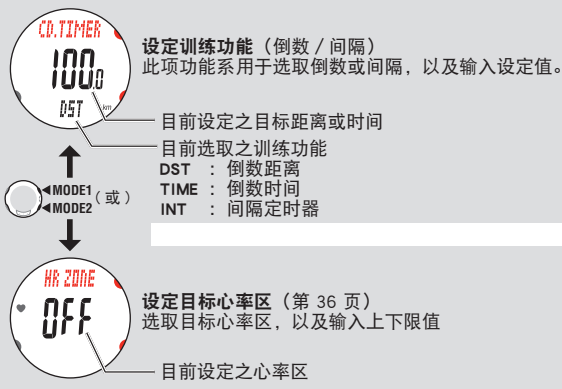 CD.TIMER
100.0
DST km
设定训练功能（倒数 / 间隔）
此项功能系用于选取倒数或间隔，以及输入设定值。
目前设定之目标距离或时间
目前选取之训练功能
DST : 倒数距离
TIME : 倒数时间
INT : 间隔定时器
◀MODE1
◀MODE2
（或）
HR ZONE
OFF
设定目标心率区（第 36 页）
选取目标心率区，以及输入上下限值
目前设定之心率区